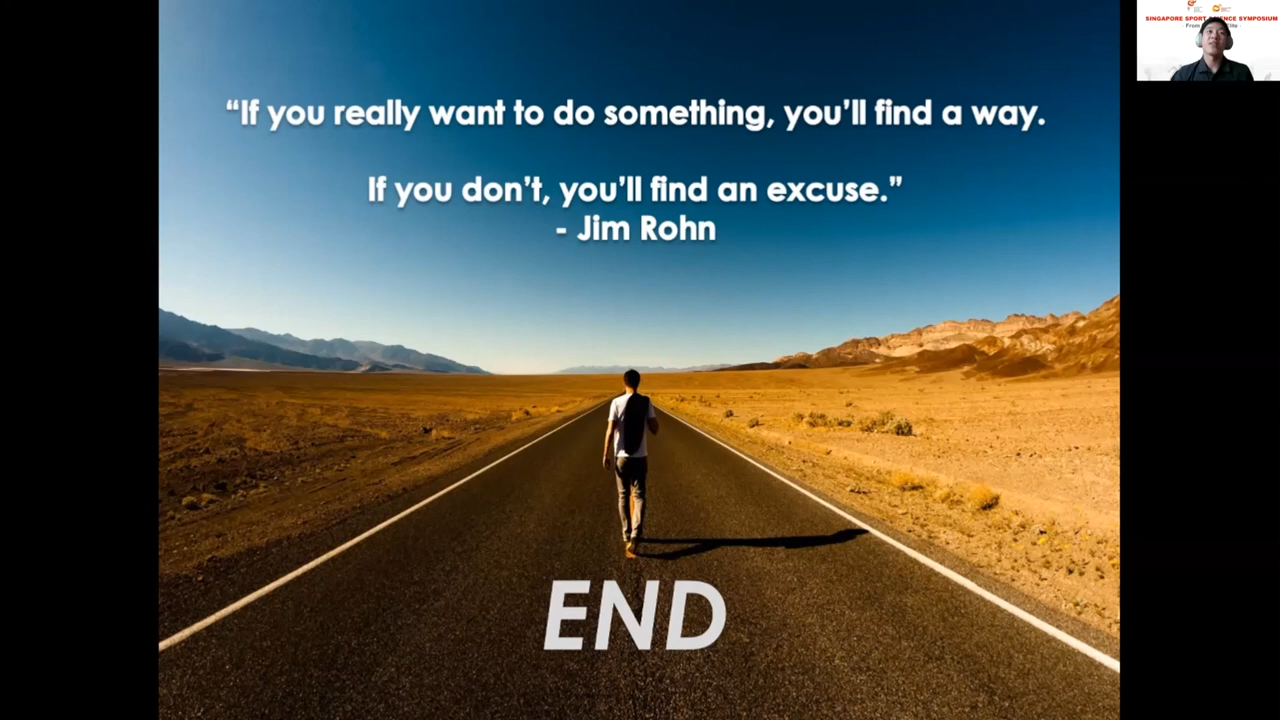 “If you really want to do something, you’ll find a way.
If you don’t, you’ll find an excuse.”
- Jim Rohn
END
SINGAPORE SPORT SCIENCE SYMPOSIUM